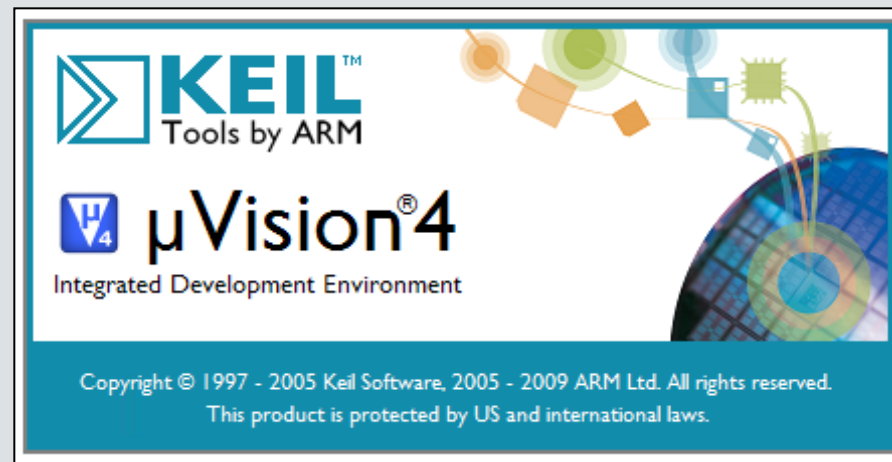 KEIL™
Tools by ARM
µ4 µVision®4
Integrated Development Environment
Copyright © 1997 - 2005 Keil Software, 2005 - 2009 ARM Ltd. All rights reserved.
This product is protected by US and international laws.